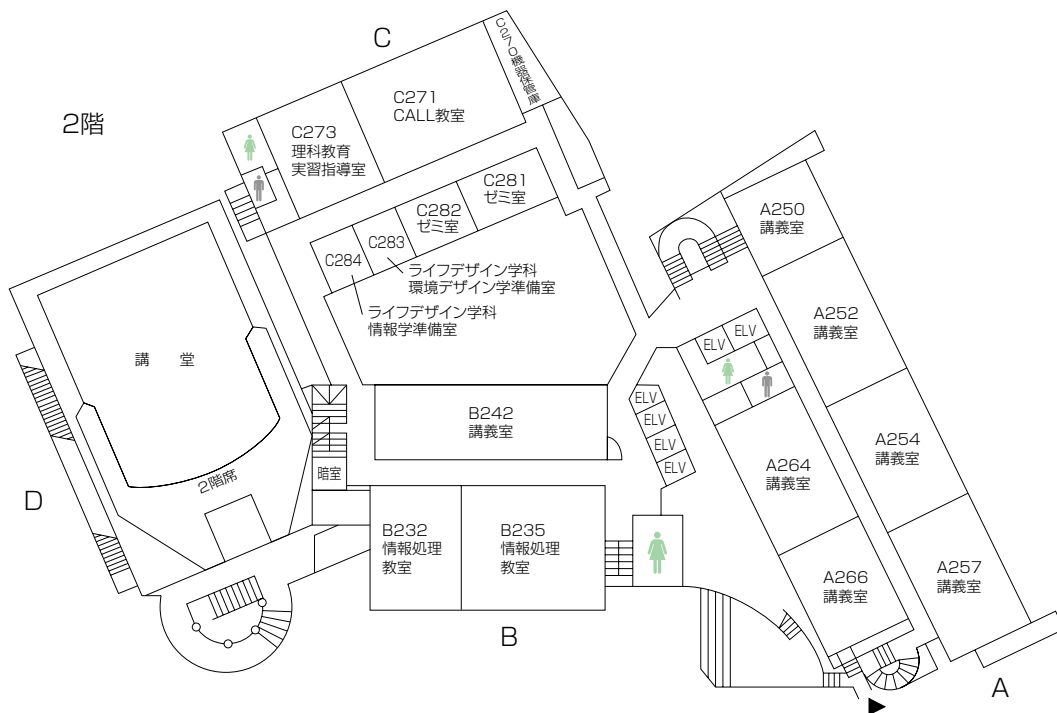 2階
C
C270機器保管庫
C271
CALL教室
C273
理科教育
実習指導室
C281
ゼミ室
C282
ゼミ室
C283
C284
ライフデザイン学科
環境デザイン学準備室
ライフデザイン学科
情報学準備室
A250
講義室
A252
講義室
A254
講義室
A257
講義室
ELV
ELV
A264
講義室
A266
講義室
ELV
ELV
ELV
ELV
B242
講義室
講 堂
2階席
暗室
D
B232
情報処理
教室
B235
情報処理
教室
B
A